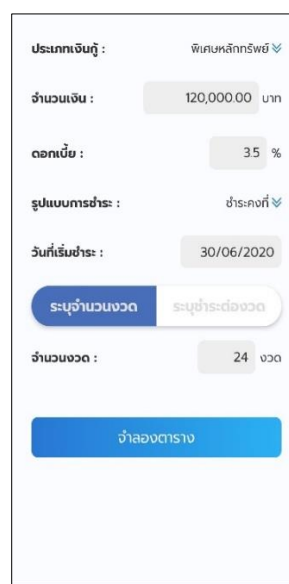 ประเภทเงินกู้ : พิเศษหลักทรัพย์
จำนวนเงิน : 120,000.00 บาท
ดอกเบี้ย : 3.5 %
รูปแบบการชำระ : ชำระคงที่
วันที่เริ่มชำระ : 30/06/2020
ระบุจำนวนงวด ระบุชำระต่องวด
จำนวนงวด : 24 งวด
จำลองตาราง